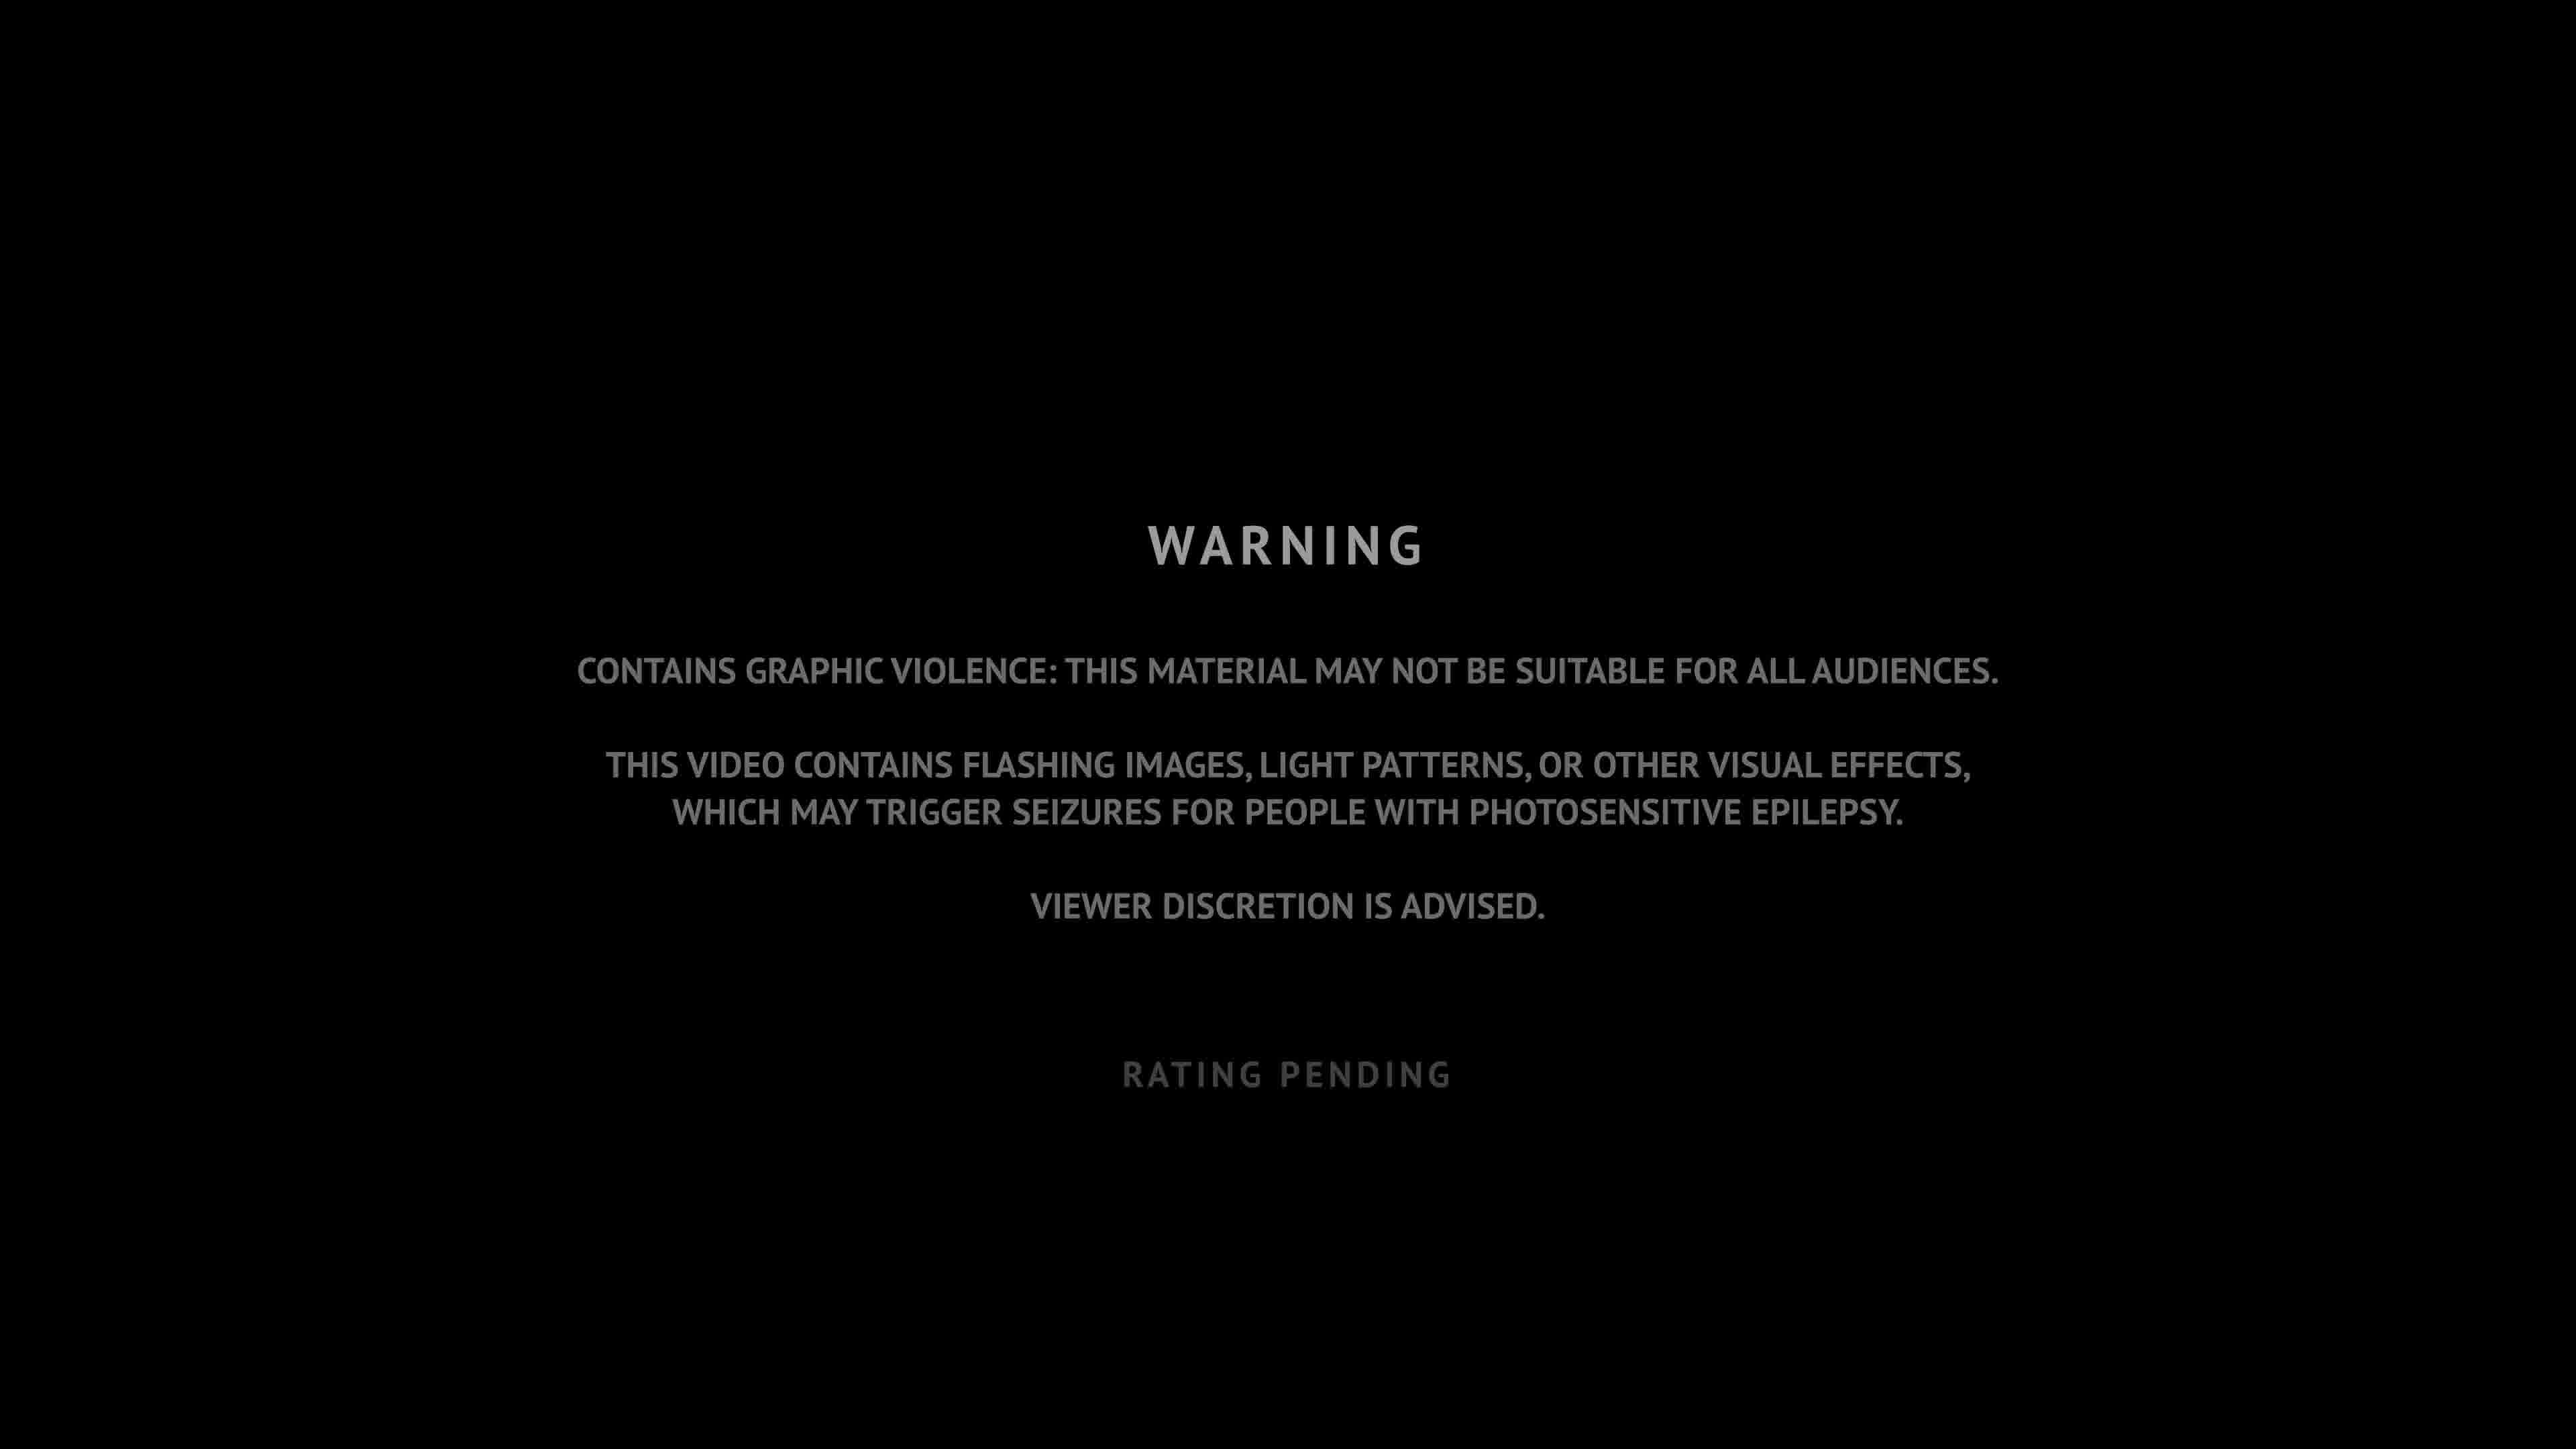 WARNING
CONTAINS GRAPHIC VIOLENCE: THIS MATERIAL MAY NOT BE SUITABLE FOR ALL AUDIENCES.
THIS VIDEO CONTAINS FLASHING IMAGES, LIGHT PATTERNS, OR OTHER VISUAL EFFECTS,
WHICH MAY TRIGGER SEIZURES FOR PEOPLE WITH PHOTOSENSITIVE EPILEPSY.
VIEWER DISCRETION IS ADVISED.
RATING PENDING